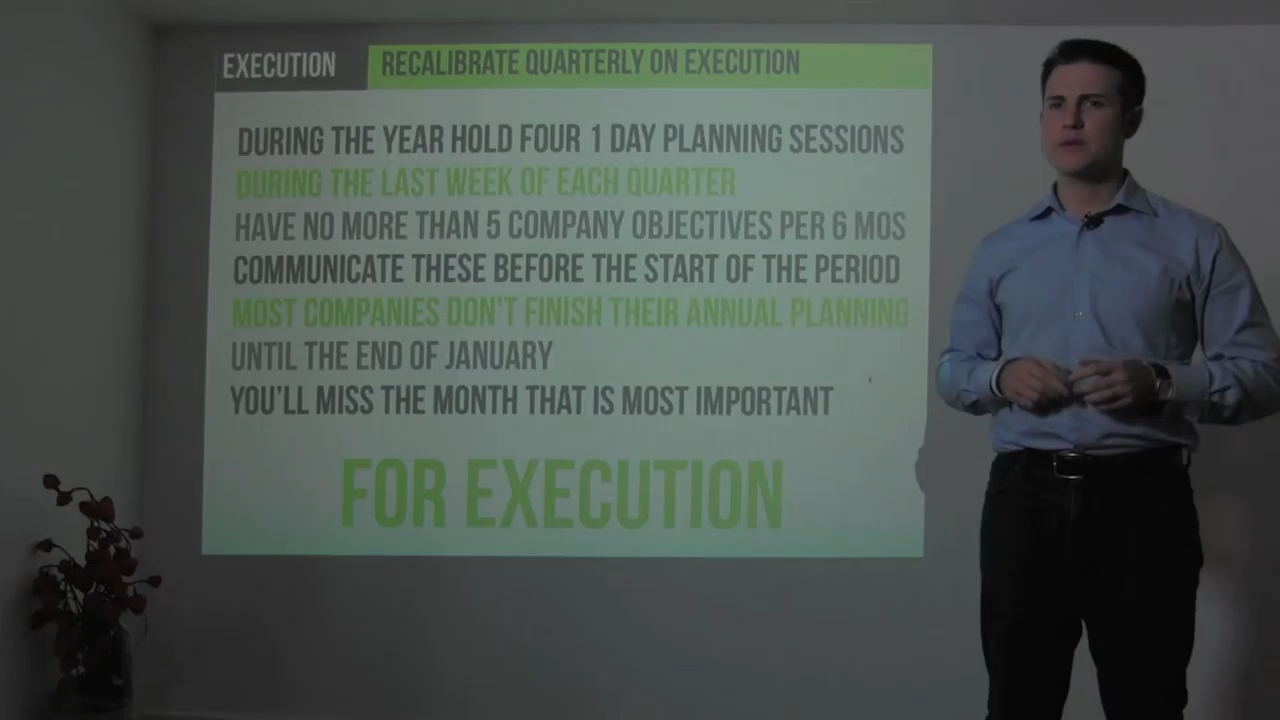 EXECUTION
RECALIBRATE QUARTERLY ON EXECUTION
DURING THE YEAR HOLD FOUR 1 DAY PLANNING SESSIONS
DURING THE LAST WEEK OF EACH QUARTER
HAVE NO MORE THAN 5 COMPANY OBJECTIVES PER 6 MOS
COMMUNICATE THESE BEFORE THE START OF THE PERIOD
MOST COMPANIES DON'T FINISH THEIR ANNUAL PLANNING
UNTIL THE END OF JANUARY
YOU'LL MISS THE MONTH THAT IS MOST IMPORTANT
FOR EXECUTION